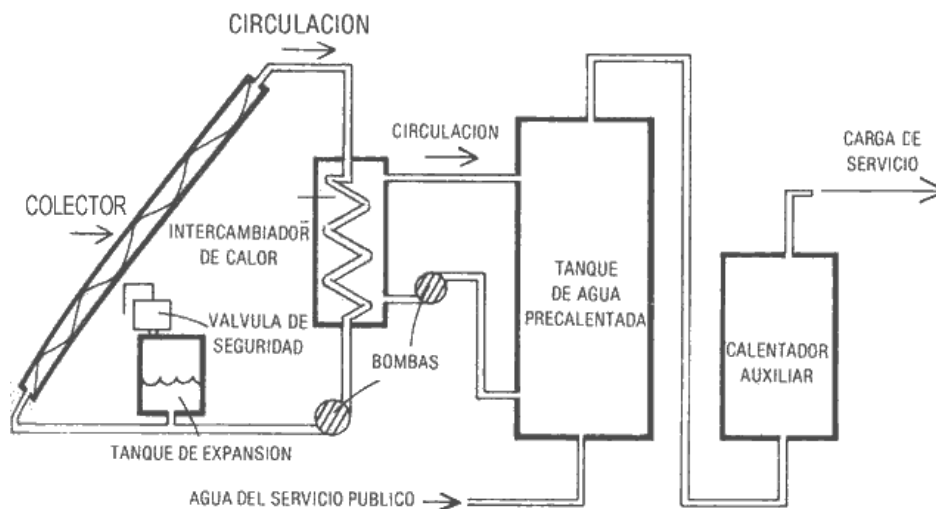 CIRCULACION
CIRCULACION
CARGA DE
SERVICIO
COLECTOR
INTERCAMBIADOR
DE CALOR
TANQUE
DE AGUA
PRECALENTADA
VALVULA DE
SEGURIDAD
BOMBAS
CALENTADOR
AUXILIAR
TANQUE DE EXPANSION
AGUA DEL SERVICIO PUBLICO